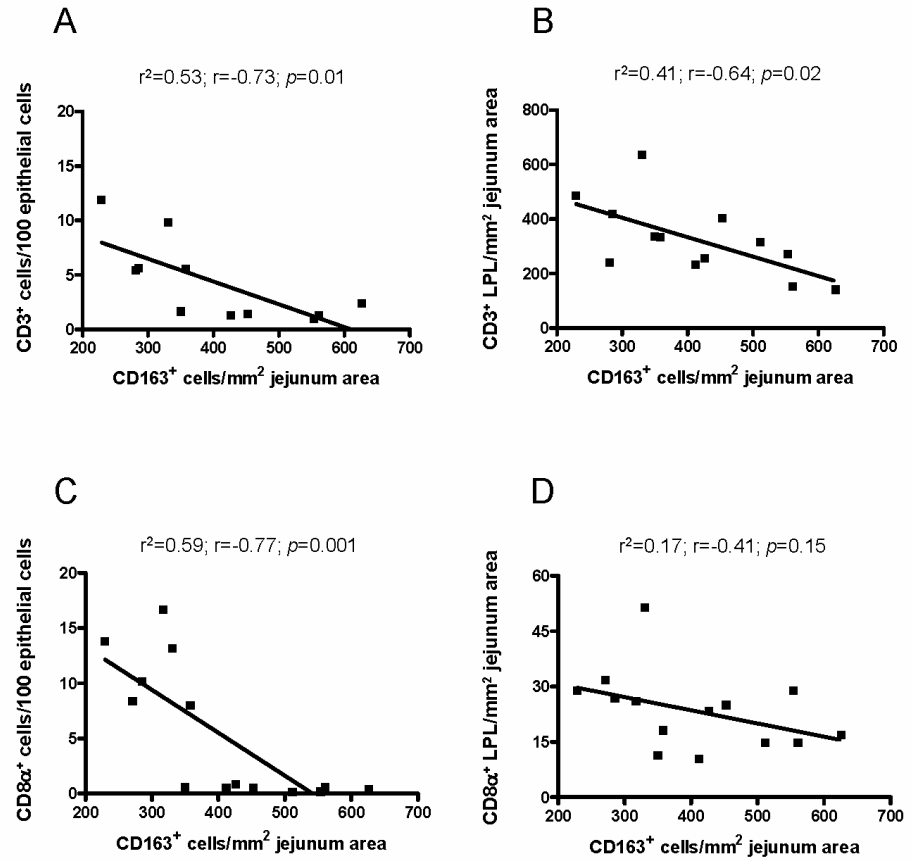 A
r²=0.53; r=-0.73; p=0.01
CD3⁺ cells/100 epithelial cells
20
15
10
5
0
200 300 400 500 600 700
CD163⁺ cells/mm² jejunum area
B
r²=0.41; r=-0.64; p=0.02
CD3⁺ LPL/mm² jejunum area
800
600
400
200
0
200 300 400 500 600 700
CD163⁺ cells/mm² jejunum area
C
r²=0.59; r=-0.77; p=0.001
CD8α⁺ cells/100 epithelial cells
20
15
10
5
0
200 300 400 500 600 700
CD163⁺ cells/mm² jejunum area
D
r²=0.17; r=-0.41; p=0.15
CD8α⁺ LPL/mm² jejunum area
60
45
30
15
0
200 300 400 500 600 700
CD163⁺ cells/mm² jejunum area